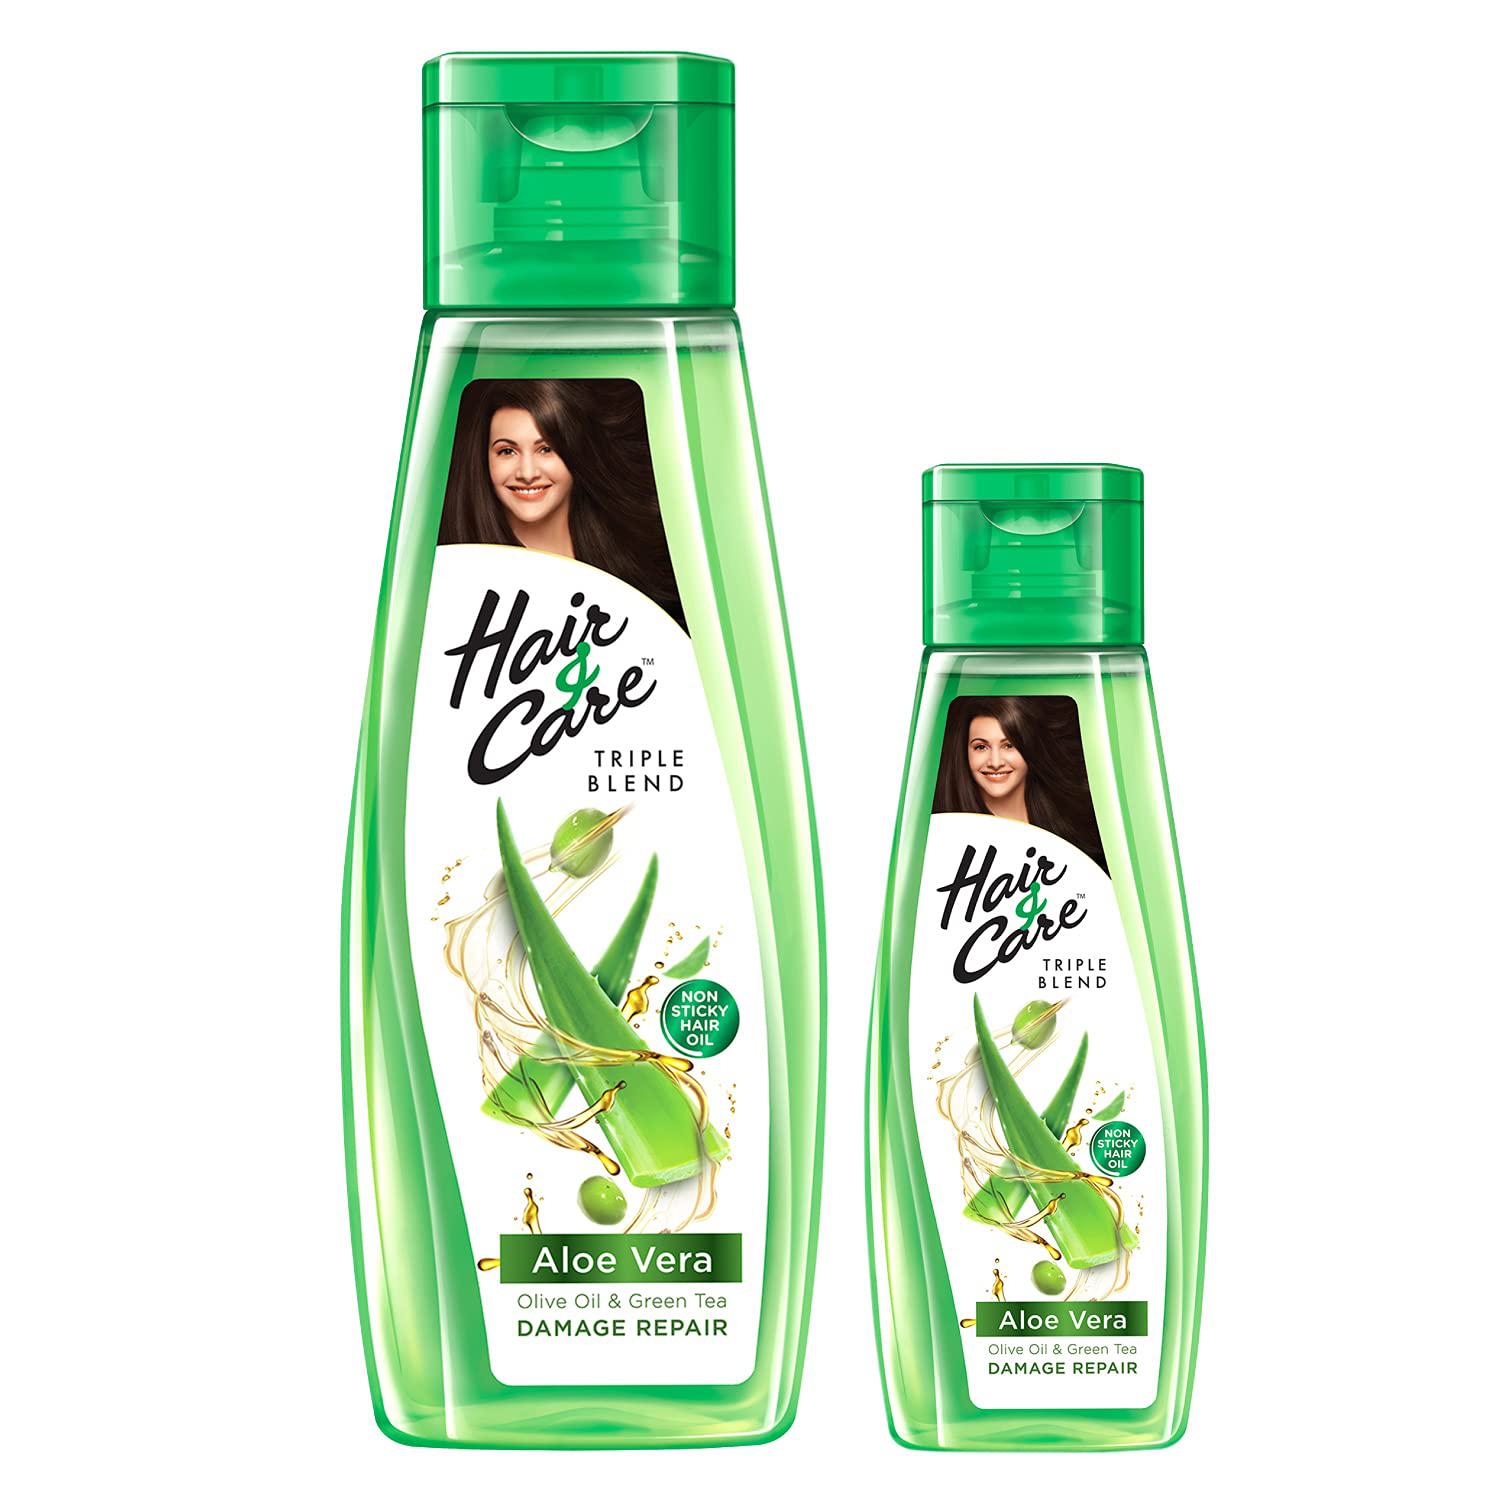 Hair
&
Care™
TRIPLE
BLEND
NON
STICKY
HAIR
OIL
Aloe Vera
Olive Oil & Green Tea
DAMAGE REPAIR
Hair
&
Care™
TRIPLE
BLEND
NON
STICKY
HAIR
OIL
Aloe Vera
Olive Oil & Green Tea
DAMAGE REPAIR